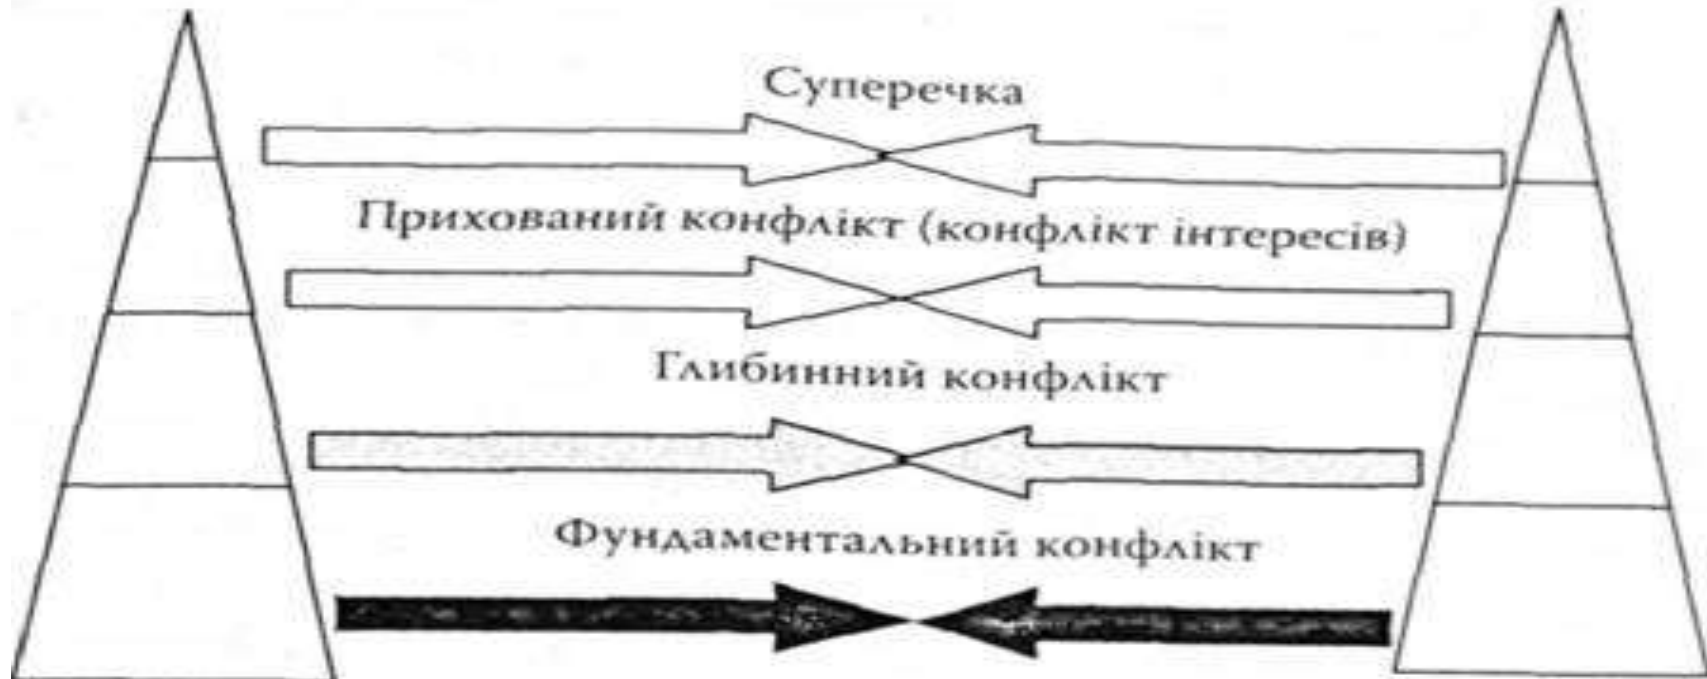 Суперечка
Прихований конфлікт (конфлікт інтересів)
Глибинний конфлікт
Фундаментальний конфлікт